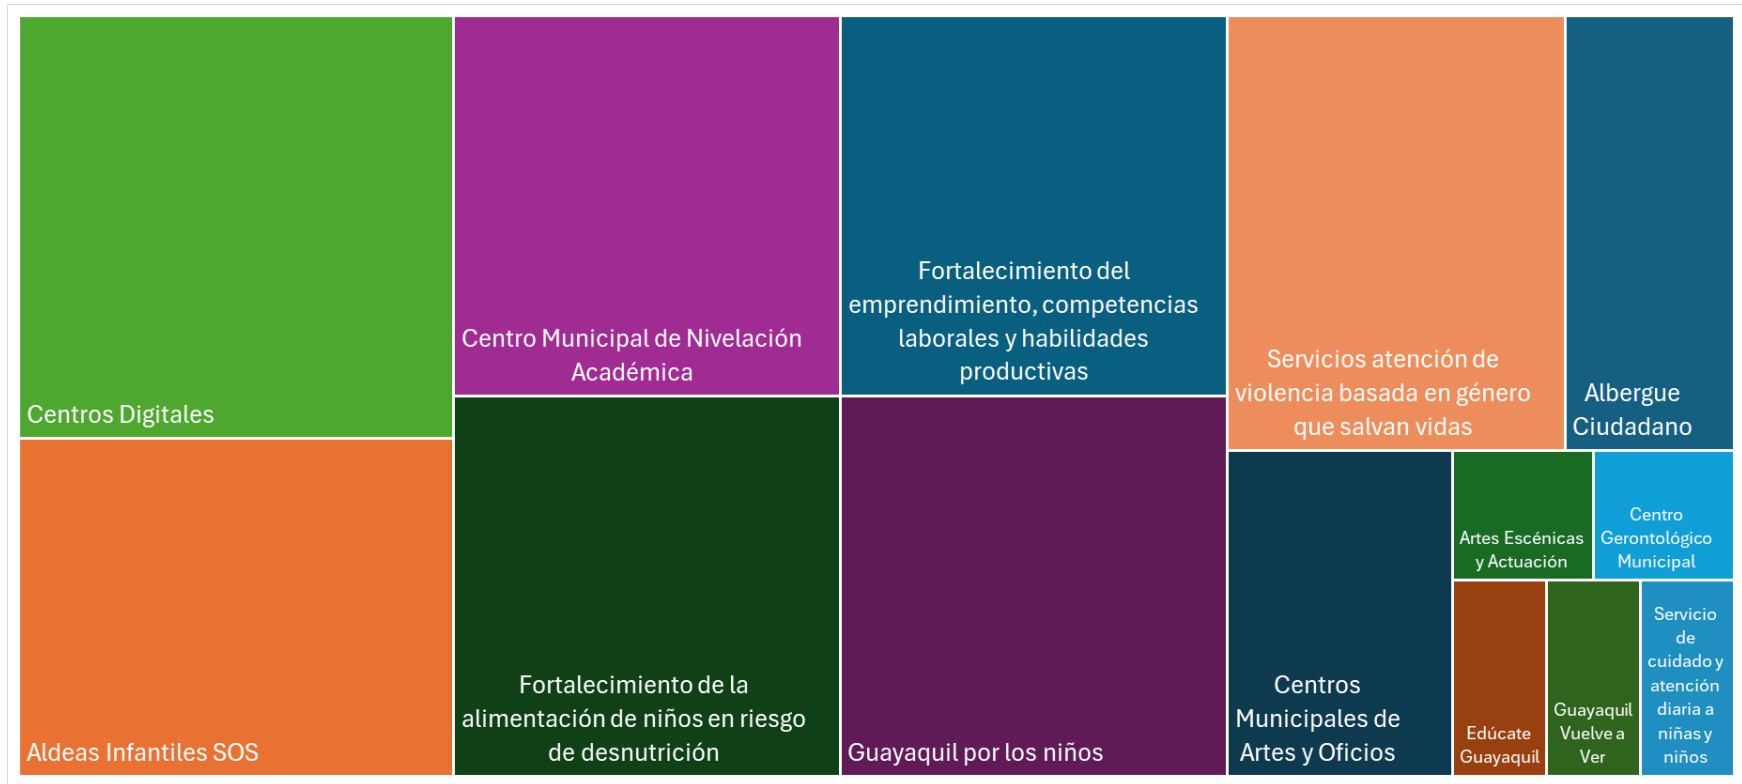 Centros Digitales
Aldeas Infantiles SOS
Centro Municipal de Nivelación
Académica
Fortalecimiento de la
alimentación de niños en riesgo
de desnutrición
Fortalecimiento del
emprendimiento, competencias
laborales y habilidades
productivas
Guayaquil por los niños
Servicios atención de
violencia basada en género
que salvan vidas
Albergue
Ciudadano
Centros
Municipales de
Artes y Oficios
Artes Escénicas
y Actuación
Centro
Gerontológico
Municipal
Edúcate
Guayaquil
Guayaquil
Vuelve a
Ver
Servicio
de
cuidado y
atención
diaria a
niñas y
niños